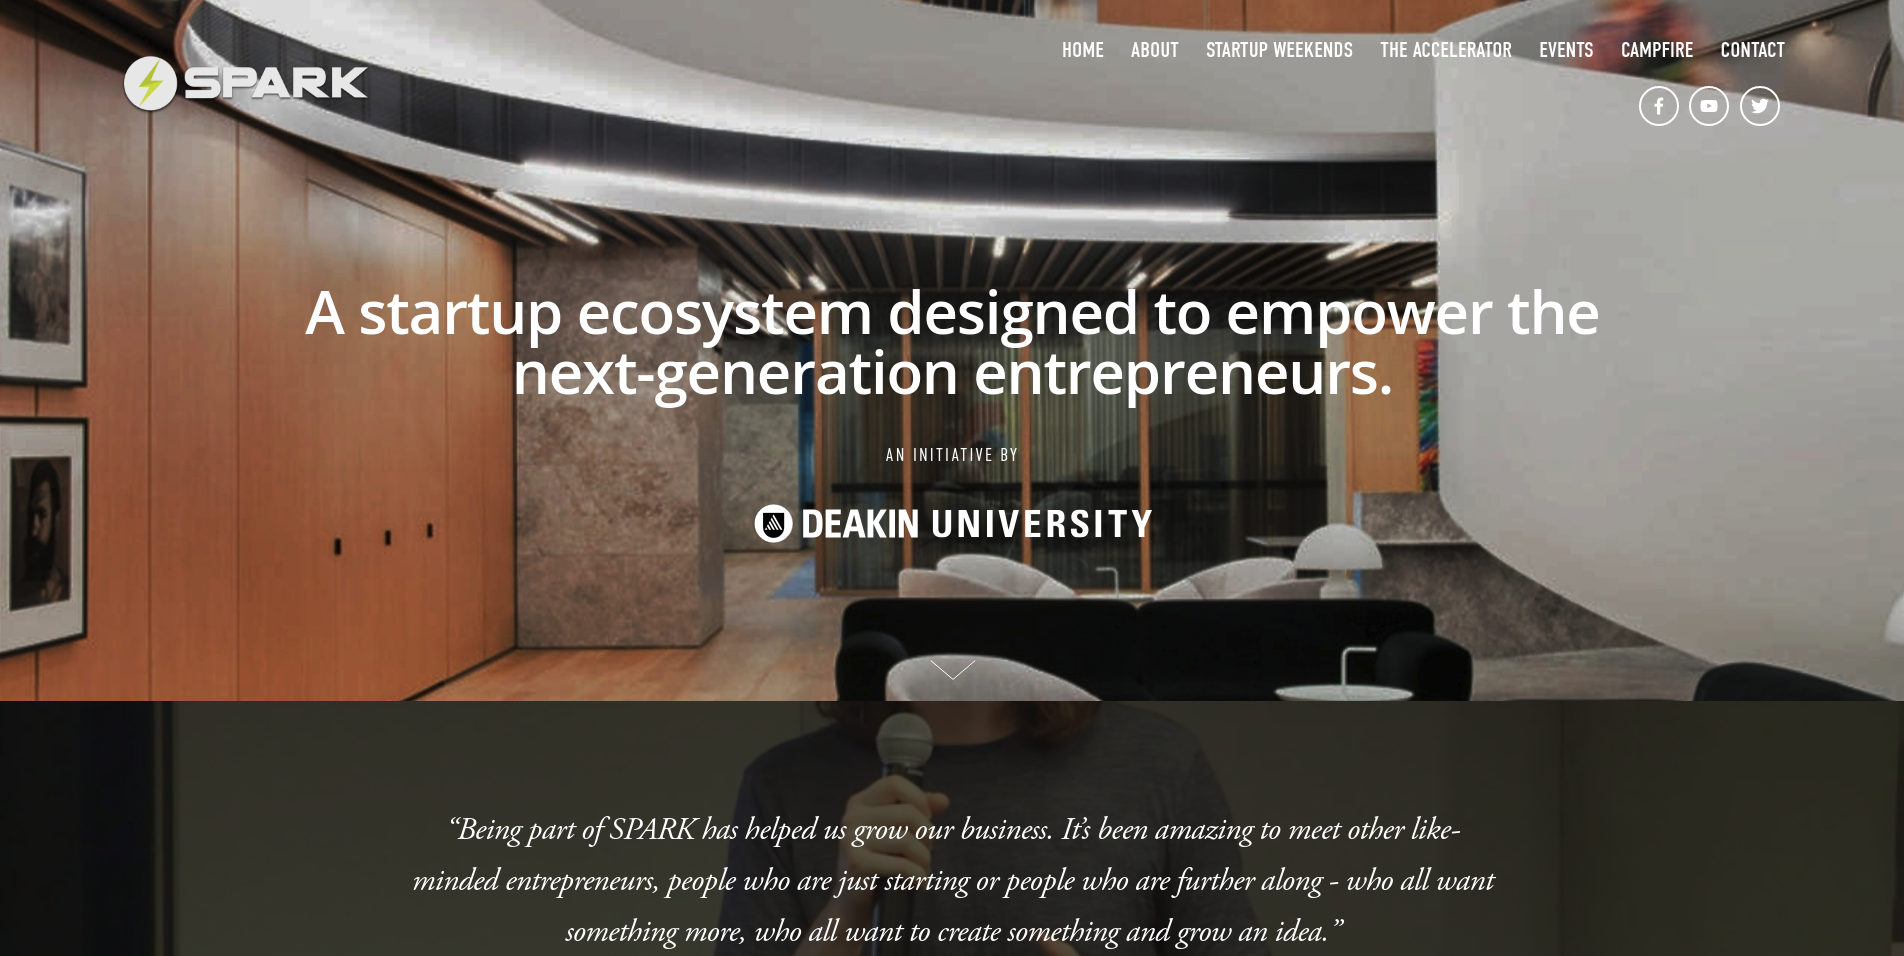 SPARK
HOME ABOUT STARTUP WEEKENDS THE ACCELERATOR EVENTS CAMPFIRE CONTACT
A startup ecosystem designed to empower the
next-generation entrepreneurs.
AN INITIATIVE BY
DEAKIN UNIVERSITY
“Being part of SPARK has helped us grow our business. It’s been amazing to meet other like-
minded entrepreneurs, people who are just starting or people who are further along - who all want
something more, who all want to create something and grow an idea.”